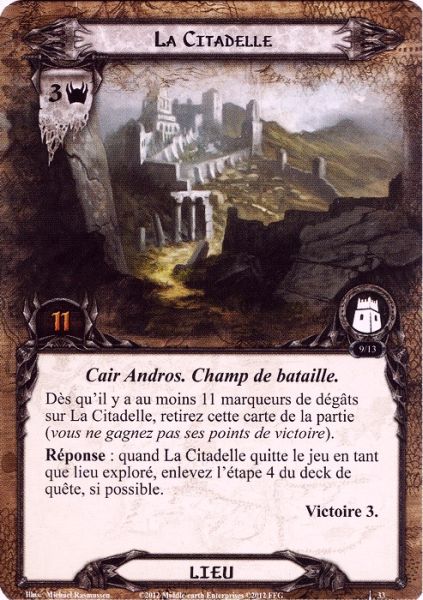 La Citadelle
3
11
9/13
Cair Andros. Champ de bataille.
Dès qu'il y a au moins 11 marqueurs de dégâts
sur La Citadelle, retirez cette carte de la partie
(vous ne gagnez pas ses points de victoire).
Réponse : quand La Citadelle quitte le jeu en tant
que lieu exploré, enlevez l'étape 4 du deck de
quête, si possible.
Victoire 3.
LIEU
Illus. Michael Rasmussen ©2012 Middle-earth Enterprises ©2012 FFG 33